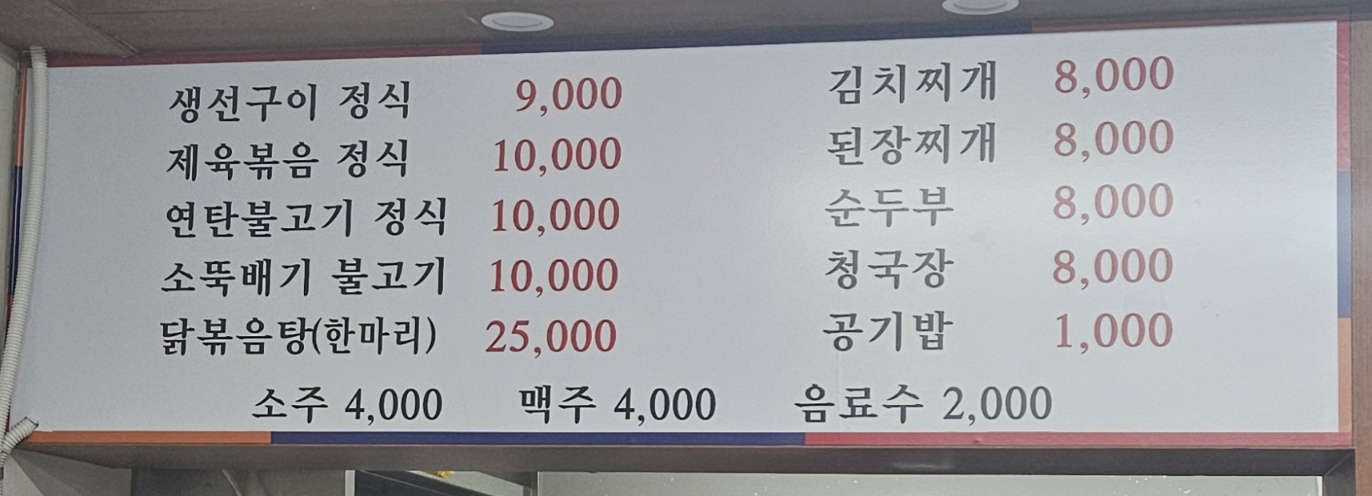 생선구이 정식 9,000
제육볶음 정식 10,000
연탄불고기 정식 10,000
소뚝배기 불고기 10,000
닭볶음탕(한마리) 25,000
김치찌개 8,000
된장찌개 8,000
순두부 8,000
청국장 8,000
공기밥 1,000
소주 4,000 맥주 4,000 음료수 2,000